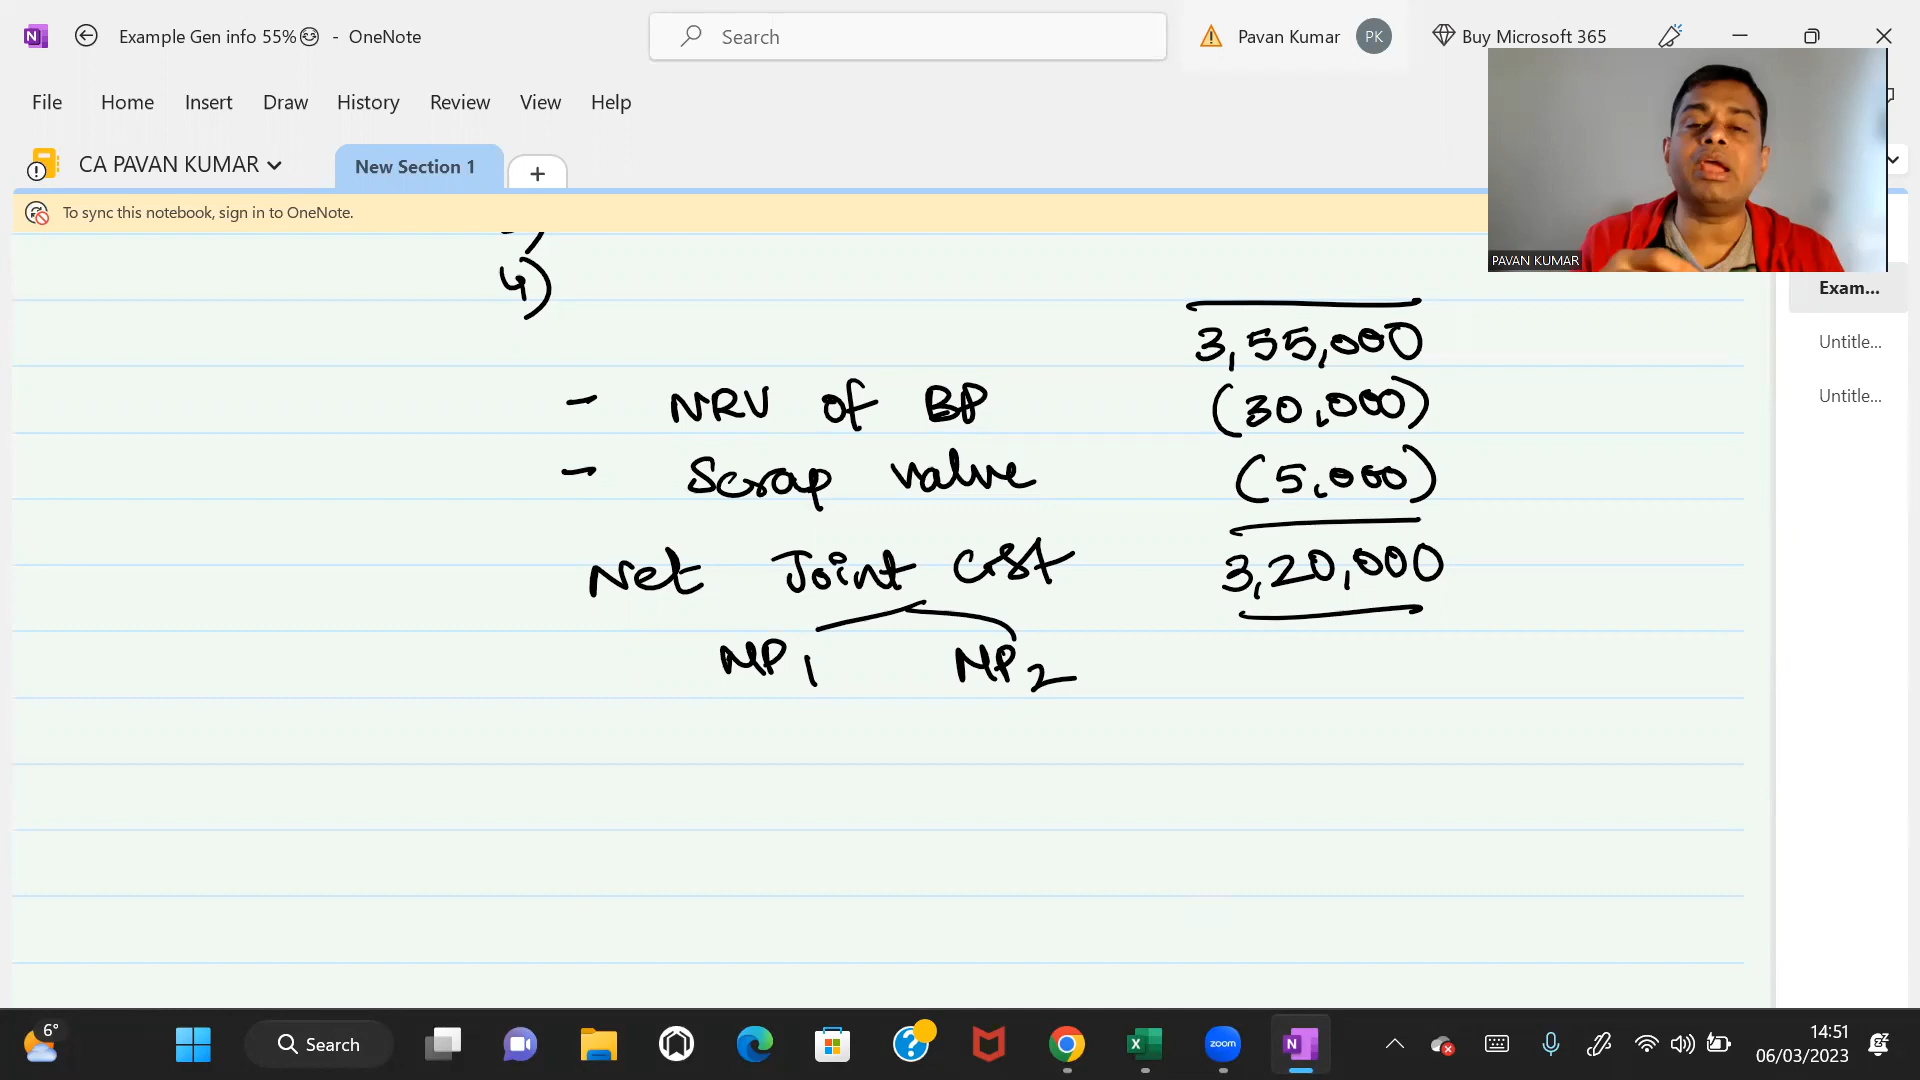 Example Gen info 55%😊 - OneNote
Search
Pavan Kumar
PK
Buy Microsoft 365
File Home Insert Draw History Review View Help
CA PAVAN KUMAR
New Section 1
+
To sync this notebook, sign in to OneNote.
PAVAN KUMAR
Exam...
Untitle...
Untitle...
4)
3,55,000
- NRV of BP (30,000)
- Scrap value (5,000)
Net Joint Cost 3,20,000
MP1 MP2
6°
Search
zoom
14:51
06/03/2023